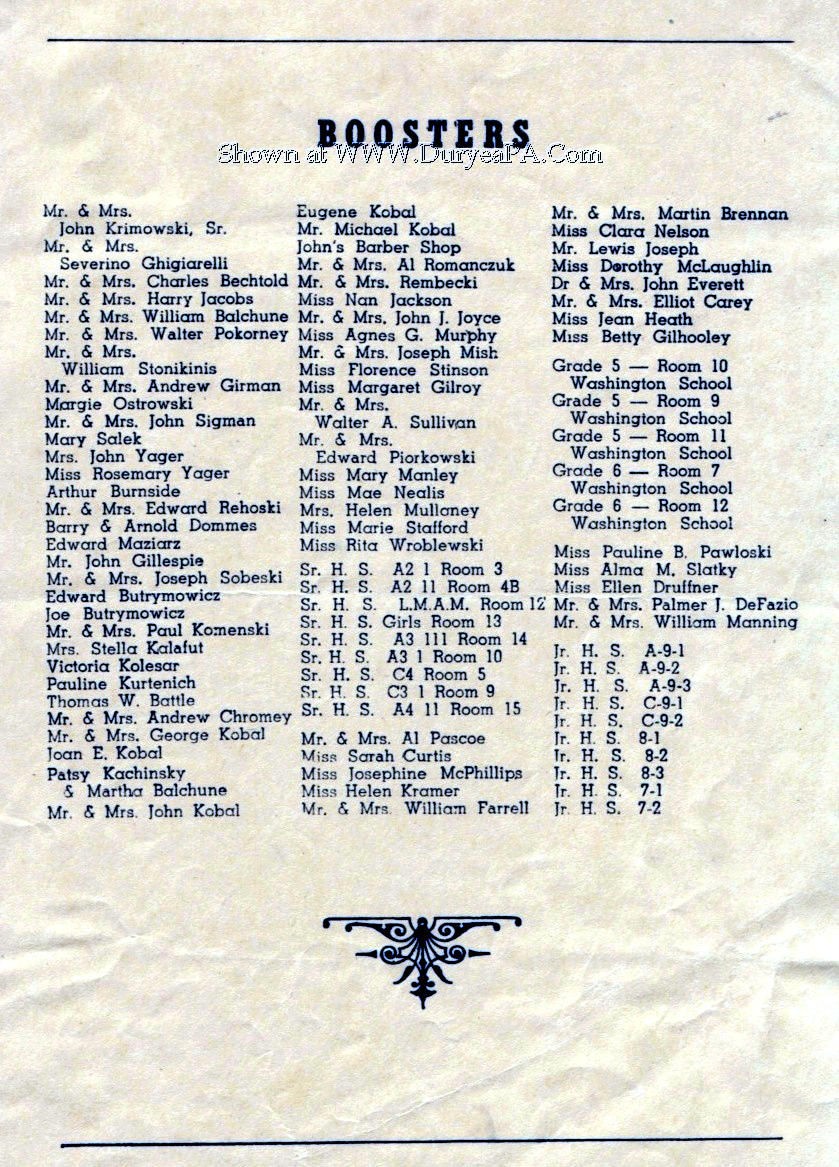 BOOSTERS
Shown at WWW.DuryeaPA.Com
Mr. & Mrs.
John Krimowski, Sr.
Mr. & Mrs.
Severino Ghigiarelli
Mr. & Mrs. Charles Bechtold
Mr. & Mrs. Harry Jacobs
Mr. & Mrs. William Balchune
Mr. & Mrs. Walter Pokorney
Mr. & Mrs.
William Stonikinis
Mr. & Mrs. Andrew Girman
Margie Ostrowski
Mr. & Mrs. John Sigman
Mary Salek
Mrs. John Yager
Miss Rosemary Yager
Arthur Burnside
Mr. & Mrs. Edward Rehoski
Barry & Arnold Dommes
Edward Maziarz
Mr. John Gillespie
Mr. & Mrs. Joseph Sobeski
Edward Butrymowicz
Joe Butrymowicz
Mr. & Mrs. Paul Komenski
Mrs. Stella Kalafut
Victoria Kolesar
Pauline Kurtenich
Thomas W. Battle
Mr. & Mrs. Andrew Chromey
Mr. & Mrs. George Kobal
Joan E. Kobal
Patsy Kachinsky
& Martha Balchune
Mr. & Mrs. John Kobal
Eugene Kobal
Mr. Michael Kobal
John's Barber Shop
Mr. & Mrs. Al Romanczuk
Mr. & Mrs. Rembecki
Miss Nan Jackson
Mr. & Mrs. John J. Joyce
Miss Agnes G. Murphy
Mr. & Mrs. Joseph Mish
Miss Florence Stinson
Miss Margaret Gilroy
Mr. & Mrs.
Walter A. Sullivan
Mr. & Mrs.
Edward Piorkowski
Miss Mary Manley
Miss Mae Nealis
Mrs. Helen Mullaney
Miss Marie Stafford
Miss Rita Wroblewski
Sr. H. S. A2 1 Room 3
Sr. H. S. A2 11 Room 4B
Sr. H. S. L.M.A.M. Room 12
Sr. H. S. Girls Room 13
Sr. H. S. A3 111 Room 14
Sr. H. S. A3 1 Room 10
Sr. H. S. C4 Room 5
Sr. H. S. C3 1 Room 9
Sr. H. S. A4 11 Room 15
Mr. & Mrs. Al Pascoe
Miss Sarah Curtis
Miss Josephine McPhillips
Miss Helen Kramer
Mr. & Mrs. William Farrell
Mr. & Mrs. Martin Brennan
Miss Clara Nelson
Mr. Lewis Joseph
Miss Dorothy McLaughlin
Dr & Mrs. John Everett
Mr. & Mrs. Elliot Carey
Miss Jean Heath
Miss Betty Gilhooley
Grade 5 — Room 10
Washington School
Grade 5 — Room 9
Washington School
Grade 5 — Room 11
Washington School
Grade 6 — Room 7
Washington School
Grade 6 — Room 12
Washington School
Miss Pauline B. Pawloski
Miss Alma M. Slatky
Miss Ellen Druffner
Mr. & Mrs. Palmer J. DeFazio
Mr. & Mrs. William Manning
Jr. H. S. A-9-1
Jr. H. S. A-9-2
Jr. H. S. A-9-3
Jr. H. S. C-9-1
Jr. H. S. C-9-2
Jr. H. S. 8-1
Jr. H. S. 8-2
Jr. H. S. 8-3
Jr. H. S. 7-1
Jr. H. S. 7-2